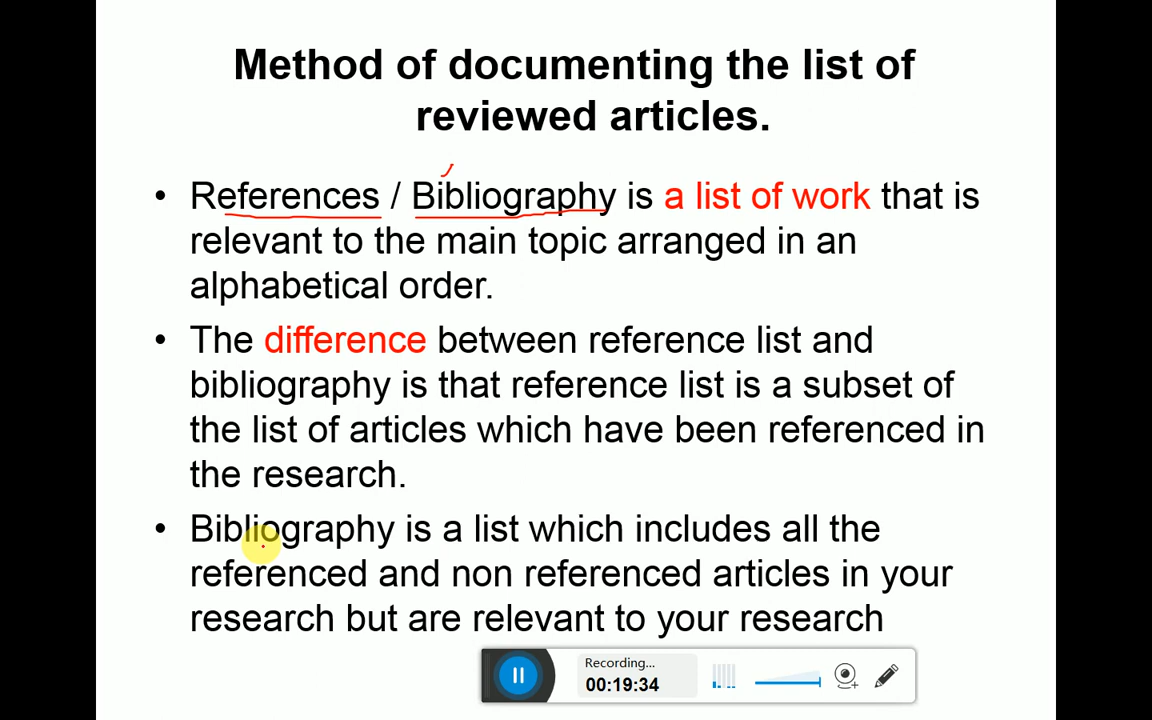 Method of documenting the list of
reviewed articles.
• References / Bibliography is a list of work that is
relevant to the main topic arranged in an
alphabetical order.
• The difference between reference list and
bibliography is that reference list is a subset of
the list of articles which have been referenced in
the research.
• Bibliography is a list which includes all the
referenced and non referenced articles in your
research but are relevant to your research
Recording...
00:19:34